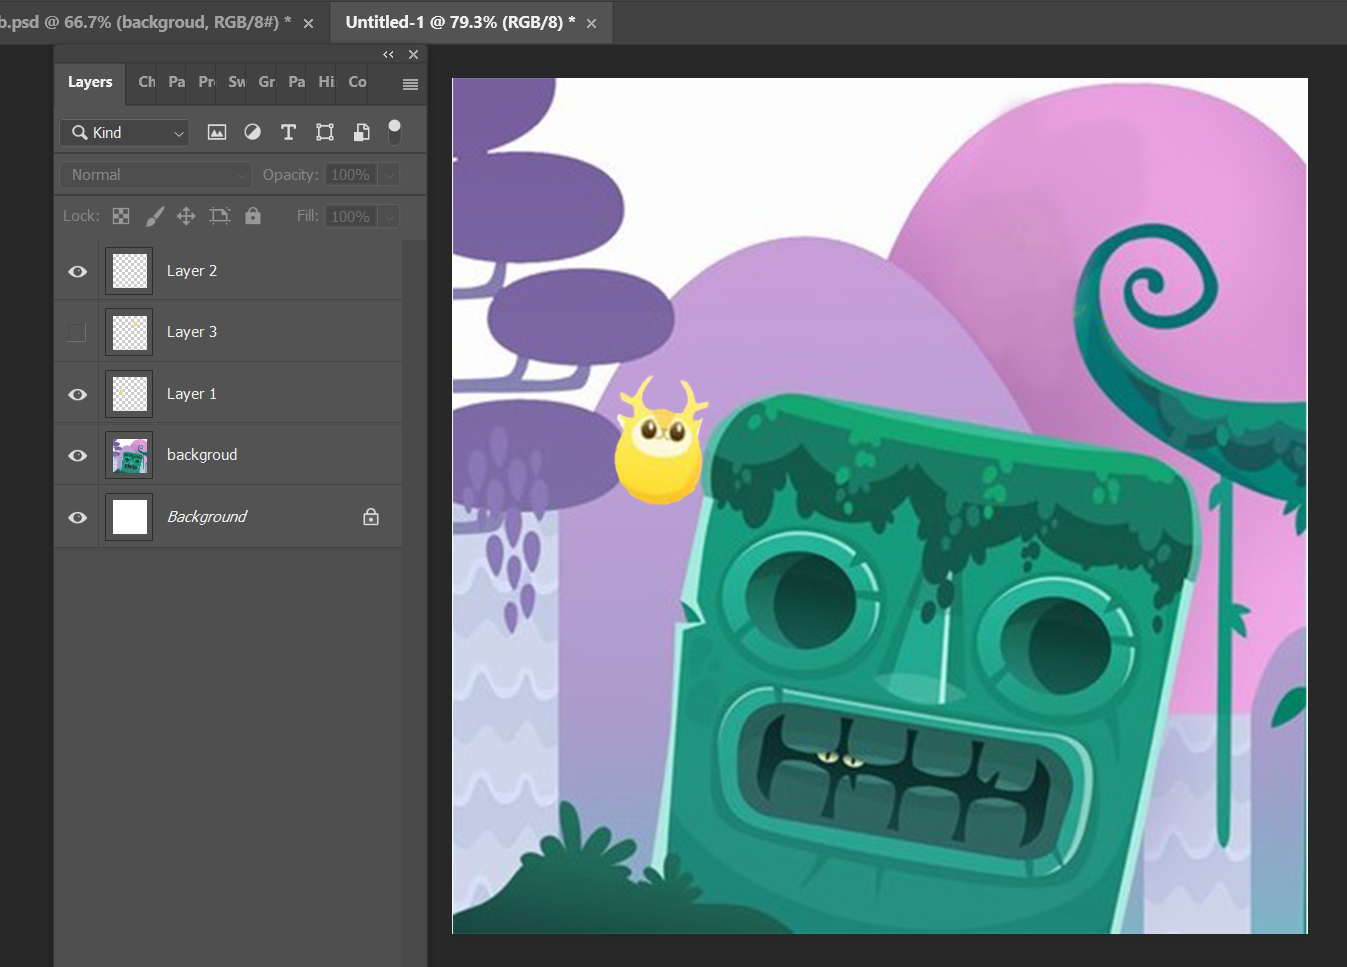 b.psd @ 66.7% (backgroud, RGB/8#) *
Untitled-1 @ 79.3% (RGB/8) *
Layers Ch Pa Pr Sw Gr Pa Hi Co
Kind
Normal Opacity: 100%
Lock: Fill: 100%
Layer 2
Layer 3
Layer 1
backgroud
Background